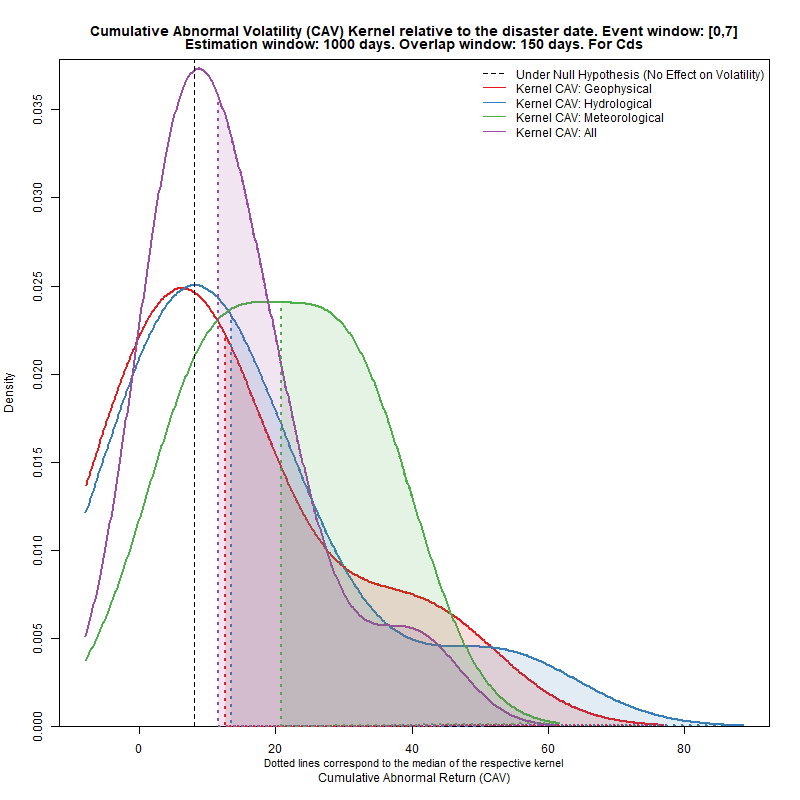 Cumulative Abnormal Volatility (CAV) Kernel relative to the disaster date. Event window: [0,7]
Estimation window: 1000 days. Overlap window: 150 days. For Cds
Under Null Hypothesis (No Effect on Volatility)
Kernel CAV: Geophysical
Kernel CAV: Hydrological
Kernel CAV: Meteorological
Kernel CAV: All
0.035
0.030
0.025
0.020
0.015
0.010
0.005
0.000
Density
0 20 40 60 80
Dotted lines correspond to the median of the respective kernel
Cumulative Abnormal Return (CAV)